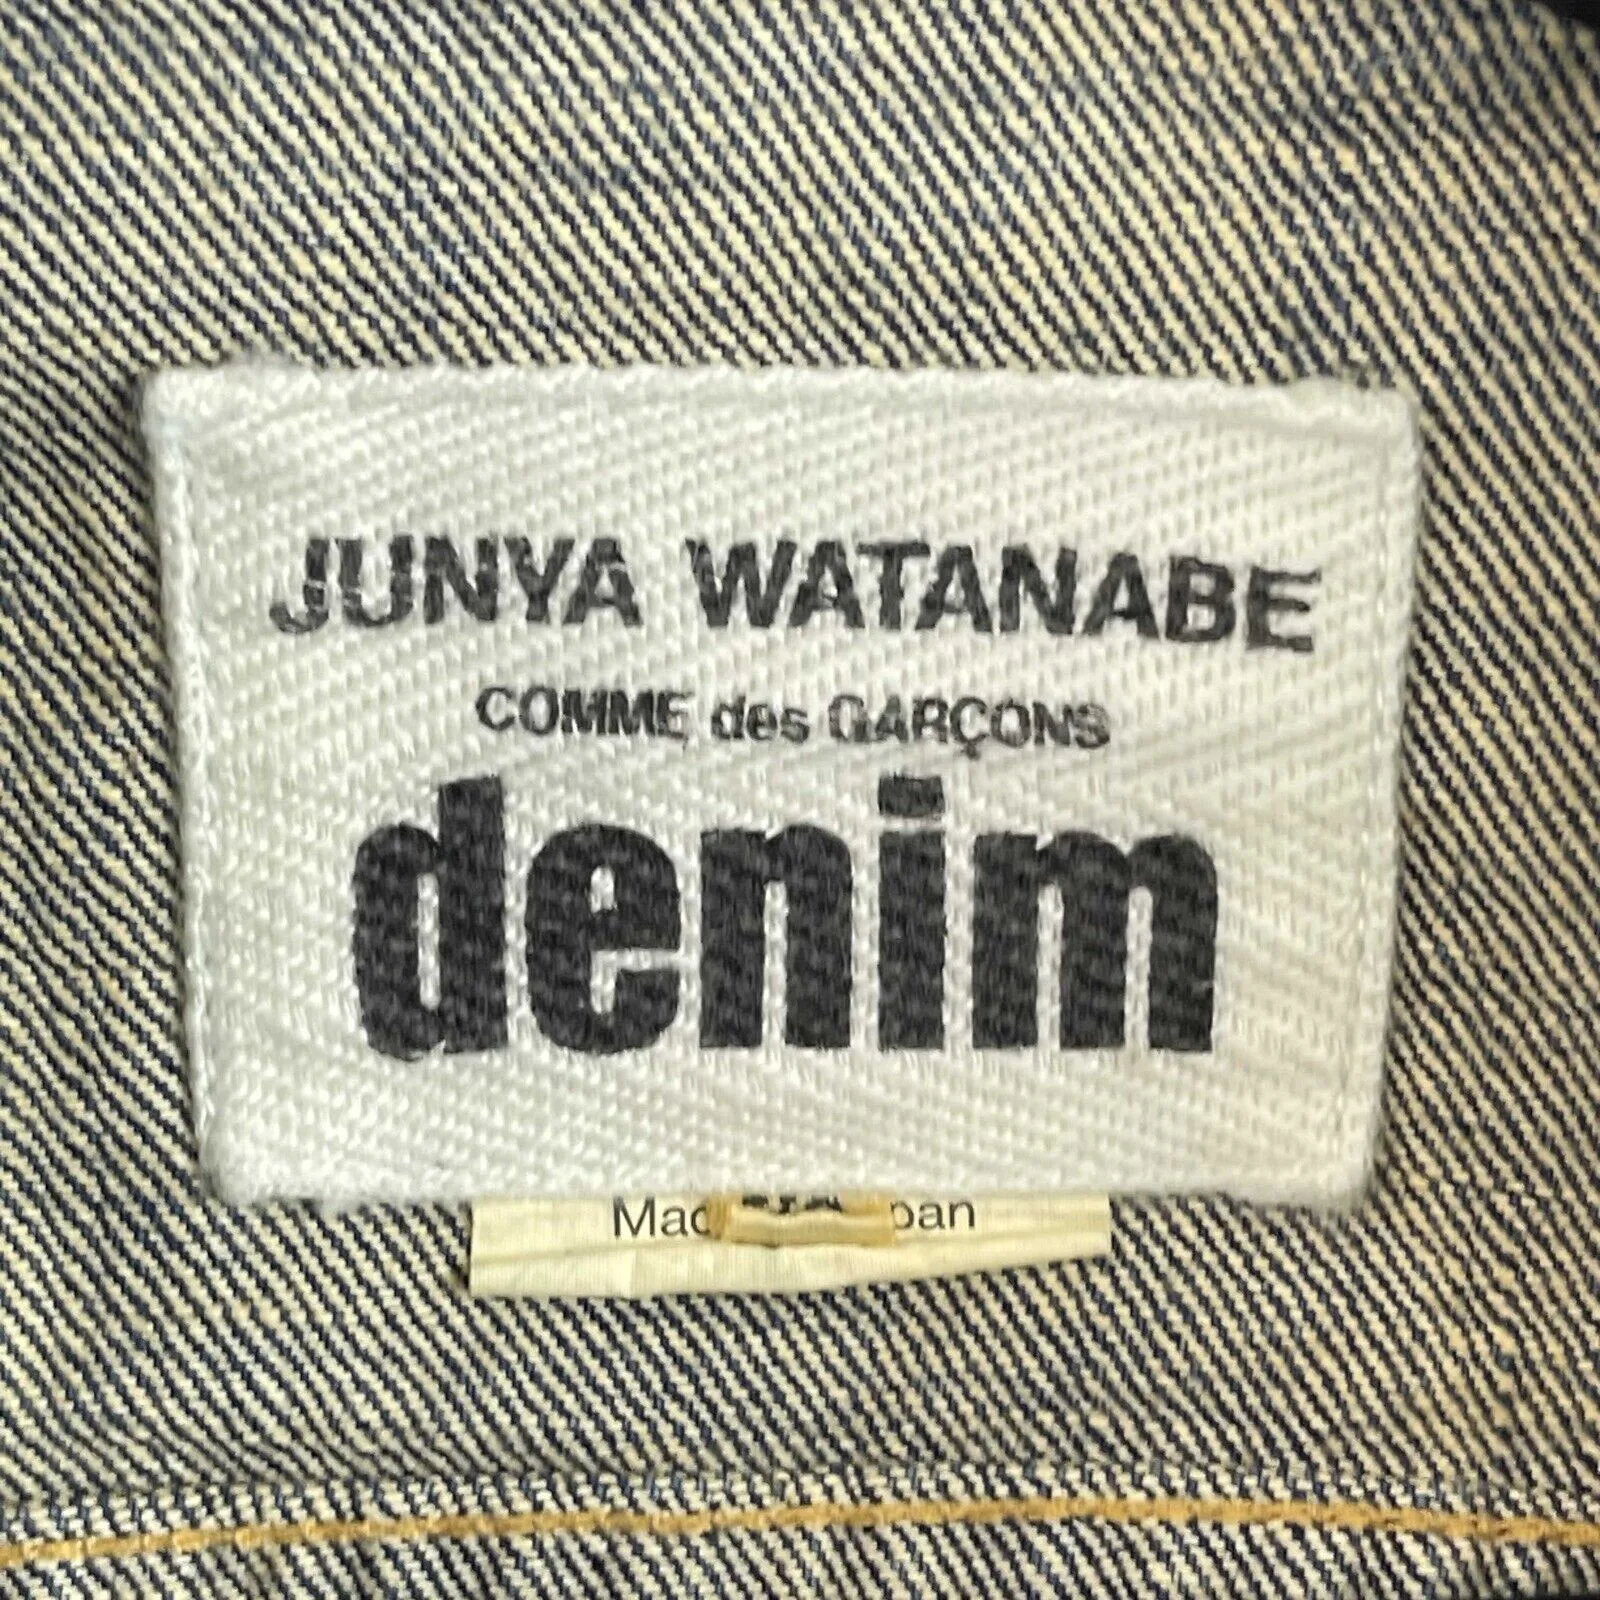 JUNYA WATANABE
COMME des GARÇONS
denim